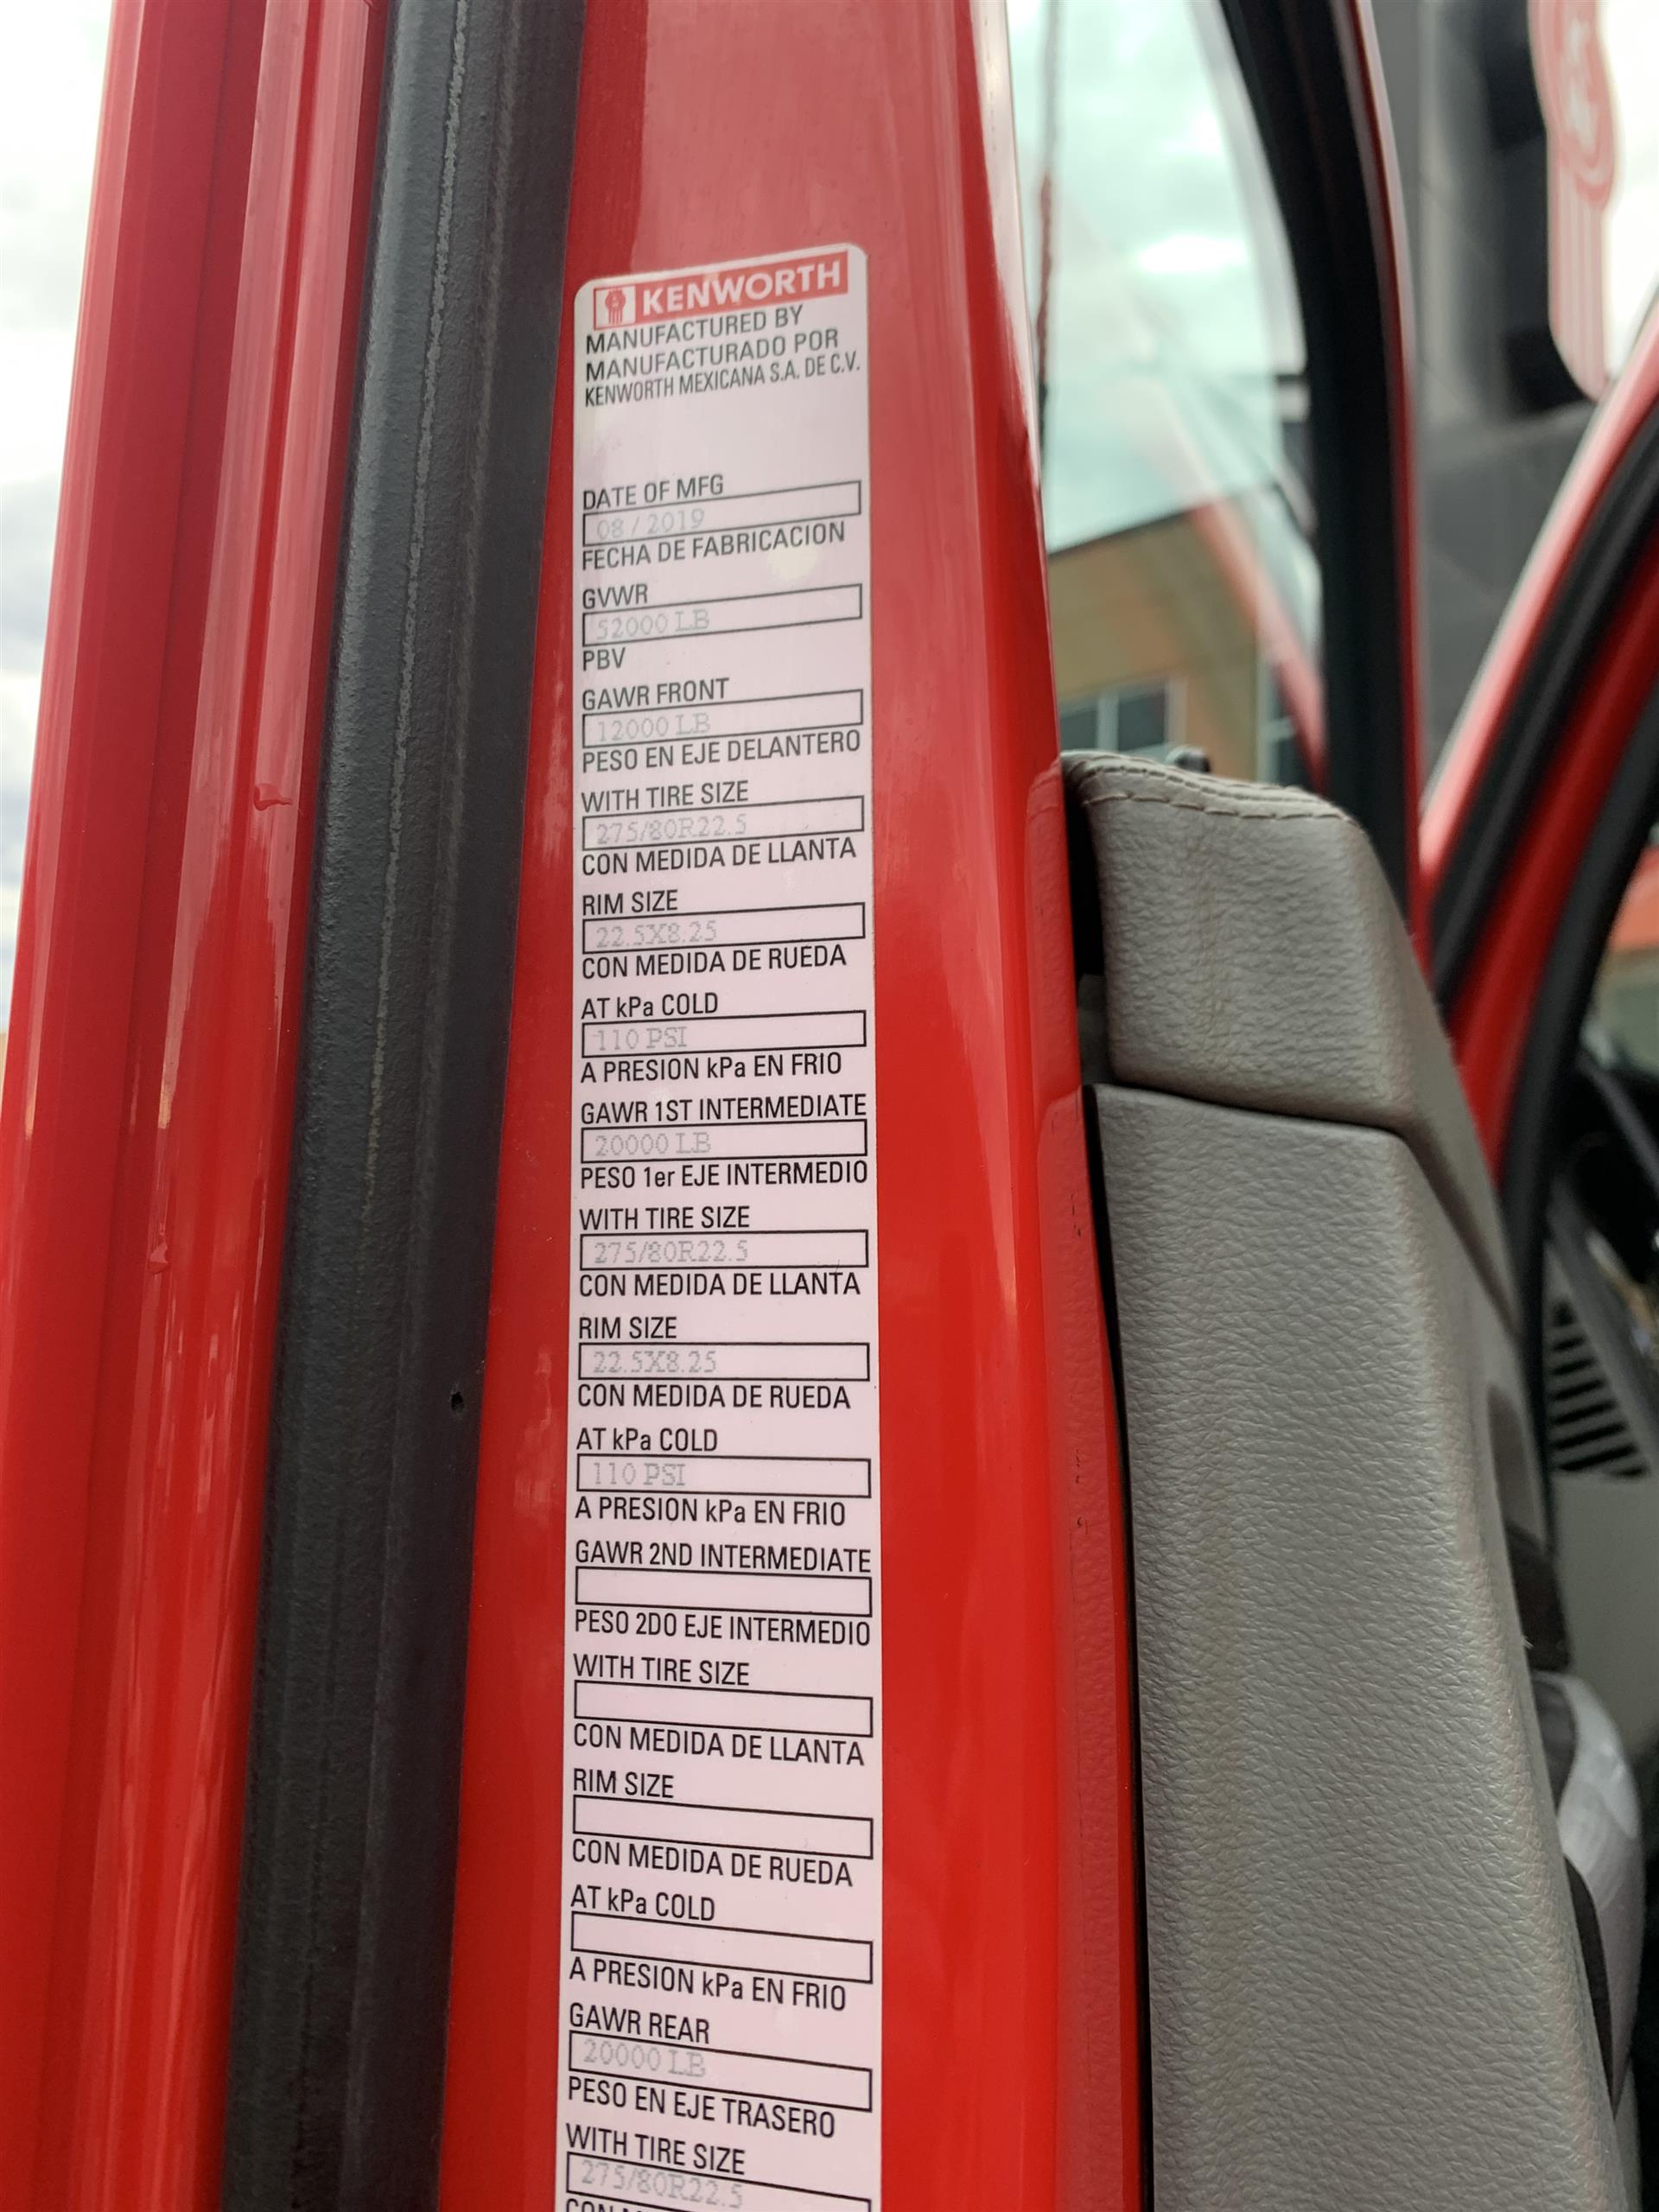 KENWORTH
MANUFACTURED BY
MANUFACTURADO POR
KENWORTH MEXICANA S.A. DE C.V.
DATE OF MFG
08 / 2019
FECHA DE FABRICACION
GVWR
52000 LB
PBV
GAWR FRONT
12000 LB
PESO EN EJE DELANTERO
WITH TIRE SIZE
275/80R22.5
CON MEDIDA DE LLANTA
RIM SIZE
22.5X8.25
CON MEDIDA DE RUEDA
AT kPa COLD
110 PSI
A PRESION kPa EN FRIO
GAWR 1ST INTERMEDIATE
20000 LB
PESO 1er EJE INTERMEDIO
WITH TIRE SIZE
275/80R22.5
CON MEDIDA DE LLANTA
RIM SIZE
22.5X8.25
CON MEDIDA DE RUEDA
AT kPa COLD
110 PSI
A PRESION kPa EN FRIO
GAWR 2ND INTERMEDIATE
PESO 2DO EJE INTERMEDIO
WITH TIRE SIZE
CON MEDIDA DE LLANTA
RIM SIZE
CON MEDIDA DE RUEDA
AT kPa COLD
A PRESION kPa EN FRIO
GAWR REAR
20000 LB
PESO EN EJE TRASERO
WITH TIRE SIZE
275/80R22.5